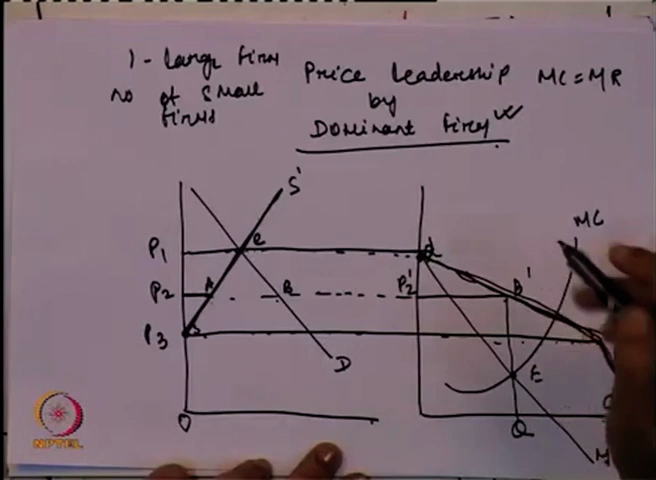 1 - Large firm
no of Small
firms
Price leadership
by
Dominant firm
MC = MR
S'
P1
e
d
MC
P2
A
B
P2'
B'
P3
S
E
D
O
Q
NPTEL